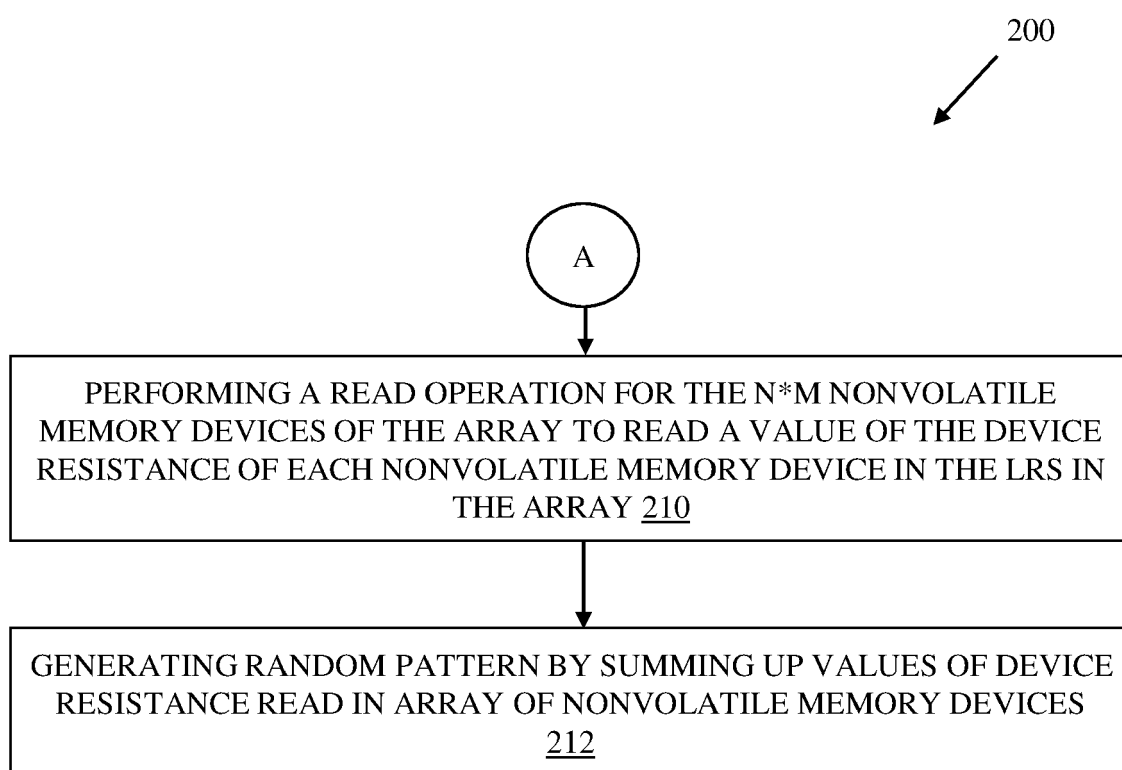 200
A
PERFORMING A READ OPERATION FOR THE N*M NONVOLATILE
MEMORY DEVICES OF THE ARRAY TO READ A VALUE OF THE DEVICE
RESISTANCE OF EACH NONVOLATILE MEMORY DEVICE IN THE LRS IN
THE ARRAY 210
GENERATING RANDOM PATTERN BY SUMMING UP VALUES OF DEVICE
RESISTANCE READ IN ARRAY OF NONVOLATILE MEMORY DEVICES
212